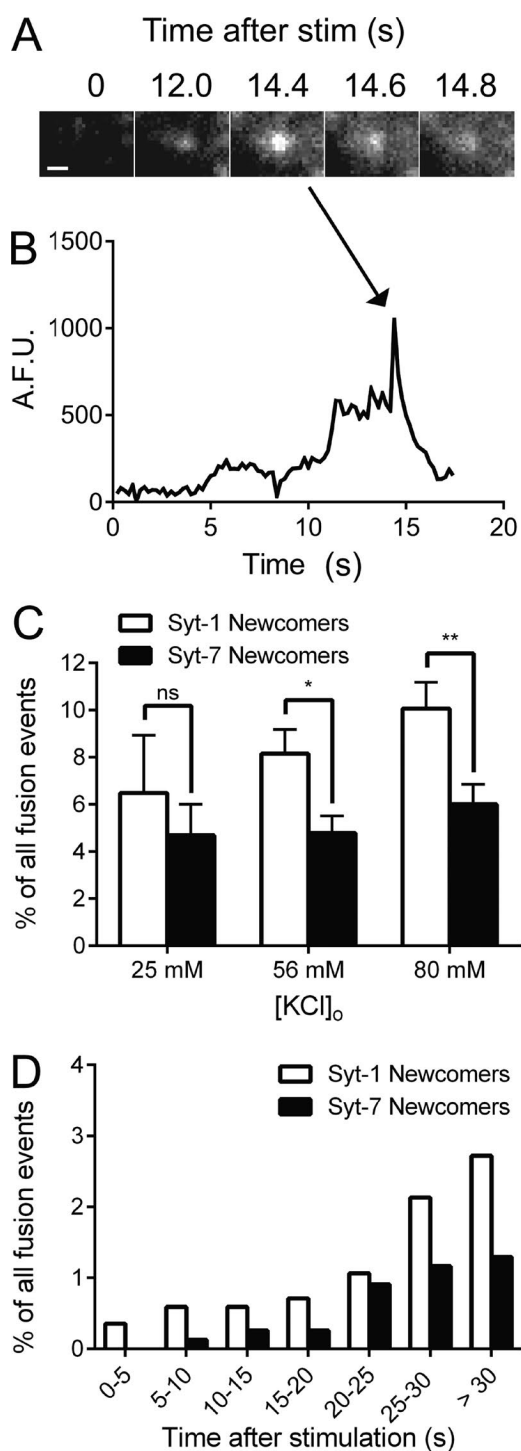 A
Time after stim (s)
0 12.0 14.4 14.6 14.8
B
1500
1000
500
0
A.F.U.
0 5 10 15 20
Time (s)
C
Syt-1 Newcomers
Syt-7 Newcomers
12
10
8
6
4
2
0
% of all fusion events
ns
*
**
25 mM 56 mM 80 mM
[KCl]o
D
Syt-1 Newcomers
Syt-7 Newcomers
4
3
2
1
0
% of all fusion events
0-5 5-10 10-15 15-20 20-25 25-30 > 30
Time after stimulation (s)